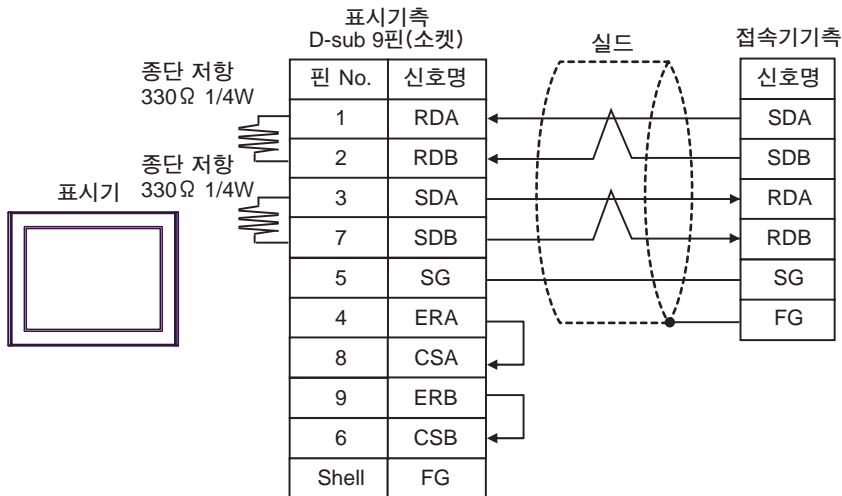 표시기측
D-sub 9핀(소켓)
실드
접속기기측
종단 저항
330Ω 1/4W
종단 저항
330Ω 1/4W
표시기
핀 No. 신호명 신호명
1 RDA SDA
2 RDB SDB
3 SDA RDA
7 SDB RDB
5 SG SG
4 ERA FG
8 CSA
9 ERB
6 CSB
Shell FG